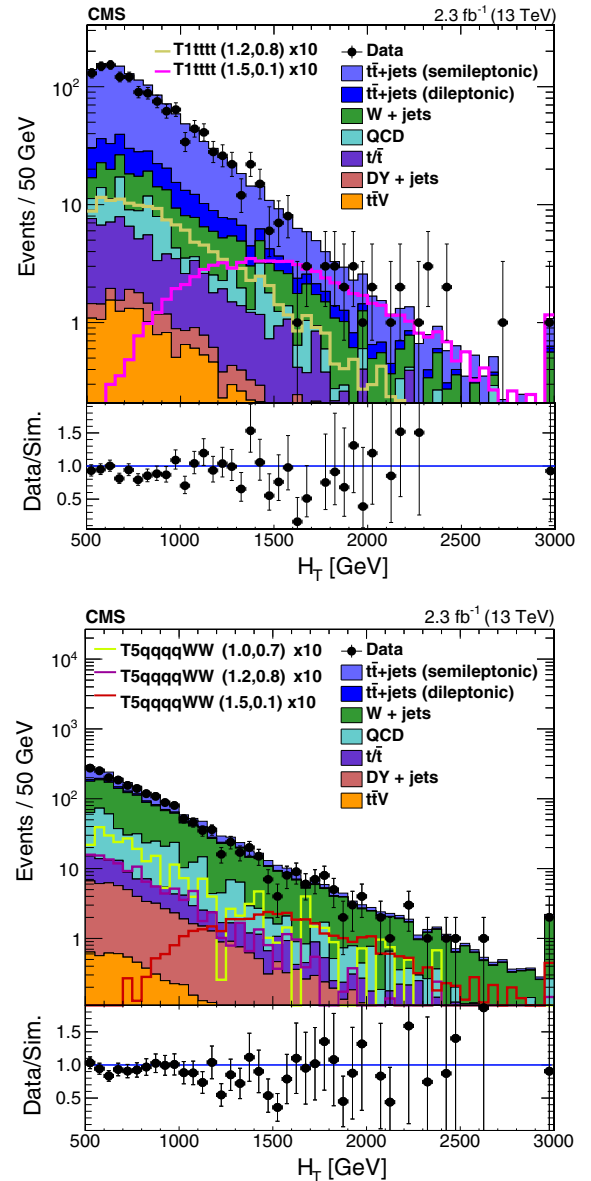 CMS 2.3 fb⁻¹ (13 TeV)
T1tttt (1.2,0.8) x10
T1tttt (1.5,0.1) x10
Data
tt̄+jets (semileptonic)
tt̄+jets (dileptonic)
W + jets
QCD
t/t̄
DY + jets
tt̄V
Events / 50 GeV
10²
10
1
Data/Sim.
1.5
1.0
0.5
500 1000 1500 2000 2500 3000
H_T [GeV]
CMS 2.3 fb⁻¹ (13 TeV)
T5qqqqWW (1.0,0.7) x10
T5qqqqWW (1.2,0.8) x10
T5qqqqWW (1.5,0.1) x10
Data
tt̄+jets (semileptonic)
tt̄+jets (dileptonic)
W + jets
QCD
t/t̄
DY + jets
tt̄V
Events / 50 GeV
10⁴
10³
10²
10
1
Data/Sim.
1.5
1.0
0.5
500 1000 1500 2000 2500 3000
H_T [GeV]